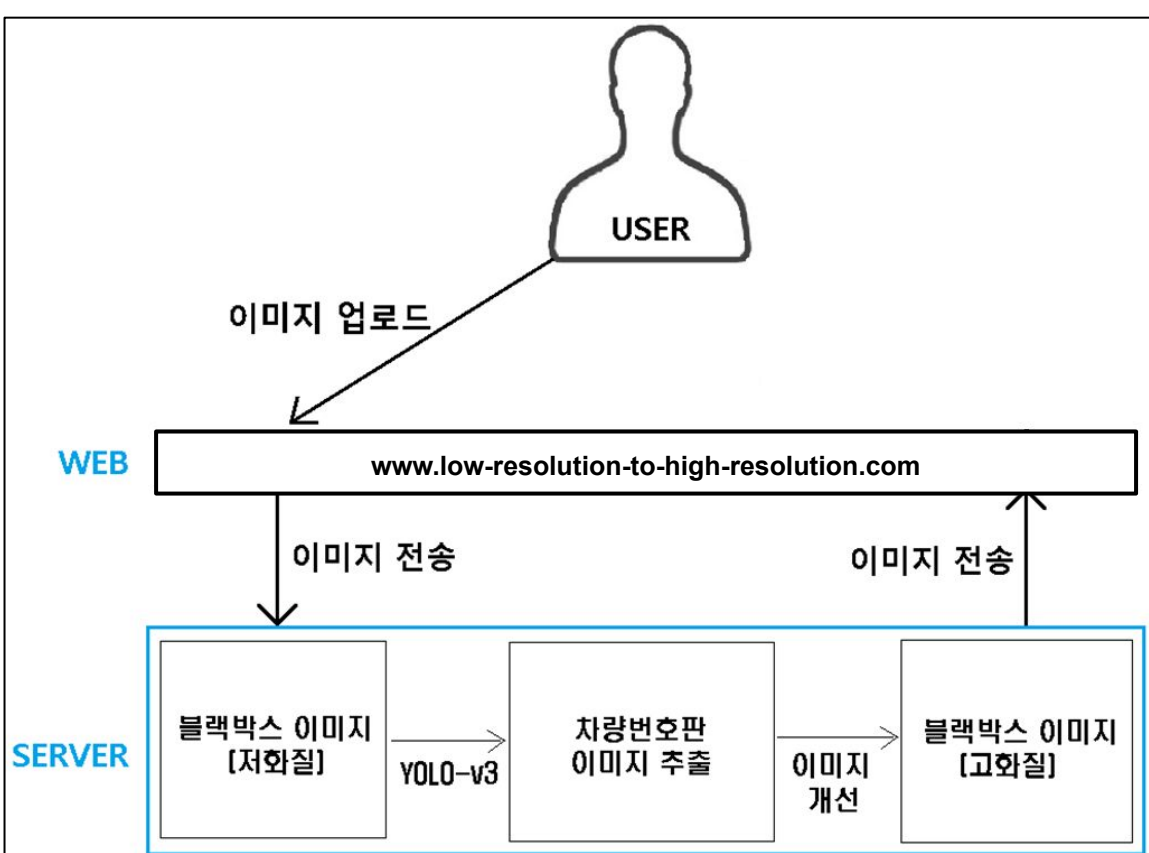 USER
이미지 업로드
WEB
www.low-resolution-to-high-resolution.com
이미지 전송
이미지 전송
SERVER
블랙박스 이미지
[저화질]
YOLO-v3
차량번호판
이미지 추출
이미지
개선
블랙박스 이미지
[고화질]